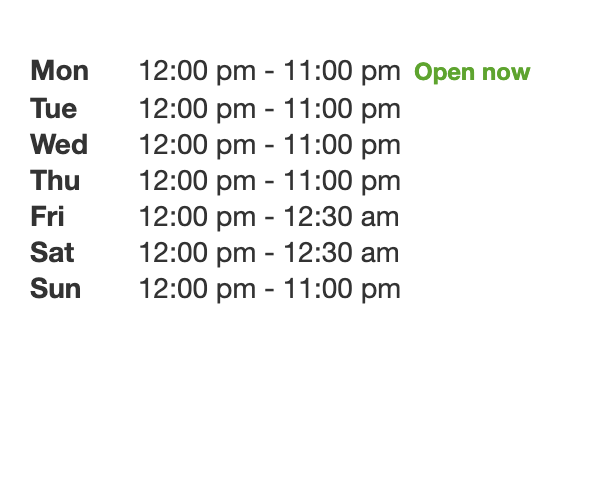 Mon 12:00 pm - 11:00 pm Open now
Tue 12:00 pm - 11:00 pm
Wed 12:00 pm - 11:00 pm
Thu 12:00 pm - 11:00 pm
Fri 12:00 pm - 12:30 am
Sat 12:00 pm - 12:30 am
Sun 12:00 pm - 11:00 pm